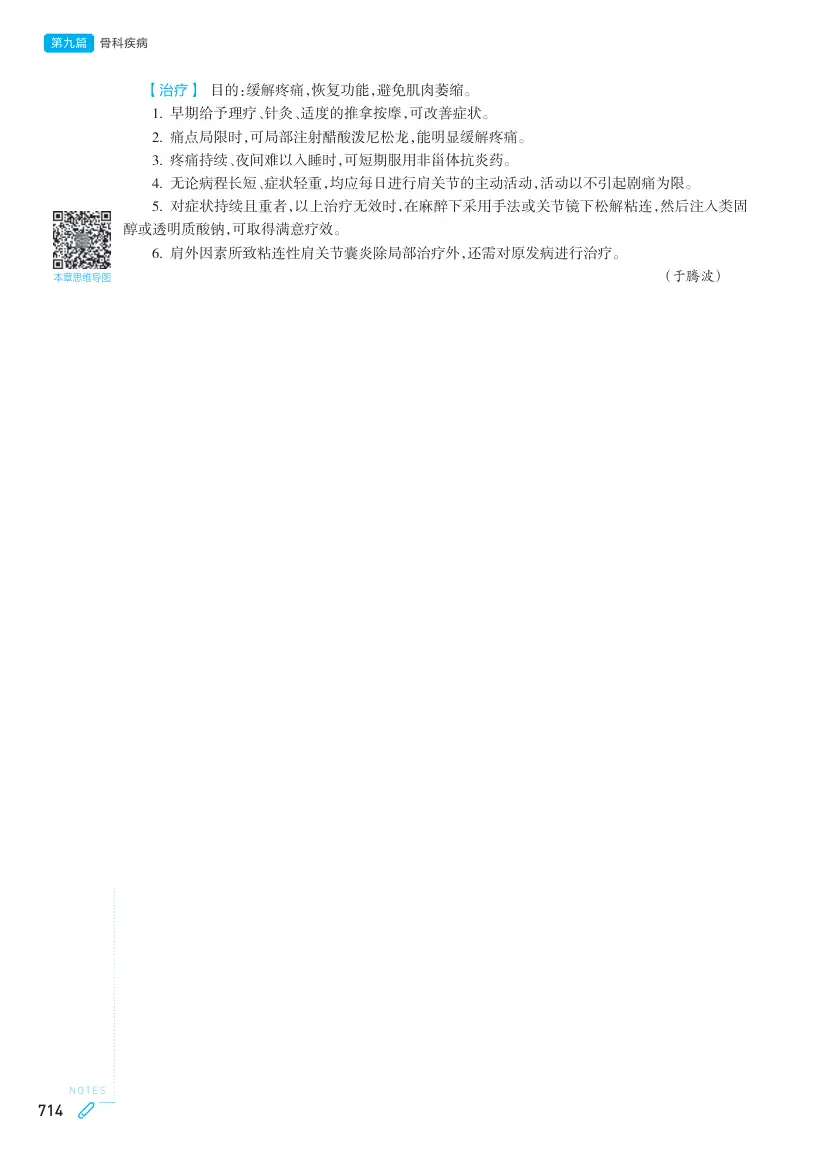 第九篇 骨科疾病
【治疗】 目的：缓解疼痛，恢复功能，避免肌肉萎缩。
1. 早期给予理疗、针灸、适度的推拿按摩，可改善症状。
2. 痛点局限时，可局部注射醋酸泼尼松龙，能明显缓解疼痛。
3. 疼痛持续、夜间难以入睡时，可短期服用非甾体抗炎药。
4. 无论病程长短、症状轻重，均应每日进行肩关节的主动活动，活动以不引起剧痛为限。
5. 对症状持续且重者，以上治疗无效时，在麻醉下采用手法或关节镜下松解粘连，然后注入类固
醇或透明质酸钠，可取得满意疗效。
6. 肩外因素所致粘连性肩关节囊炎除局部治疗外，还需对原发病进行治疗。
（于腾波）
本章思维导图
NOTES
714